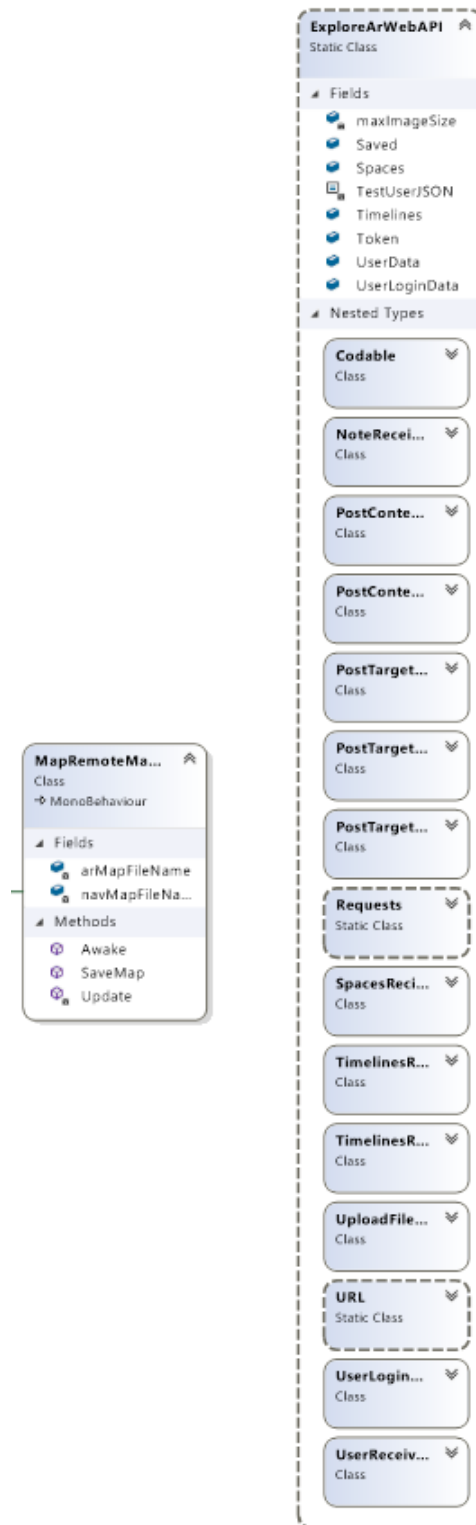 ExploreArWebAPI
Static Class
Fields
maxImageSize
Saved
Spaces
TestUserJSON
Timelines
Token
UserData
UserLoginData
Nested Types
Codable
Class
NoteRecei...
Class
PostConte...
Class
PostConte...
Class
PostTarget...
Class
PostTarget...
Class
PostTarget...
Class
Requests
Static Class
SpacesReci...
Class
TimelinesR...
Class
TimelinesR...
Class
UploadFile...
Class
URL
Static Class
UserLogin...
Class
UserReceiv...
Class
MapRemoteMa...
Class
MonoBehaviour
Fields
arMapFileName
navMapFileNa...
Methods
Awake
SaveMap
Update